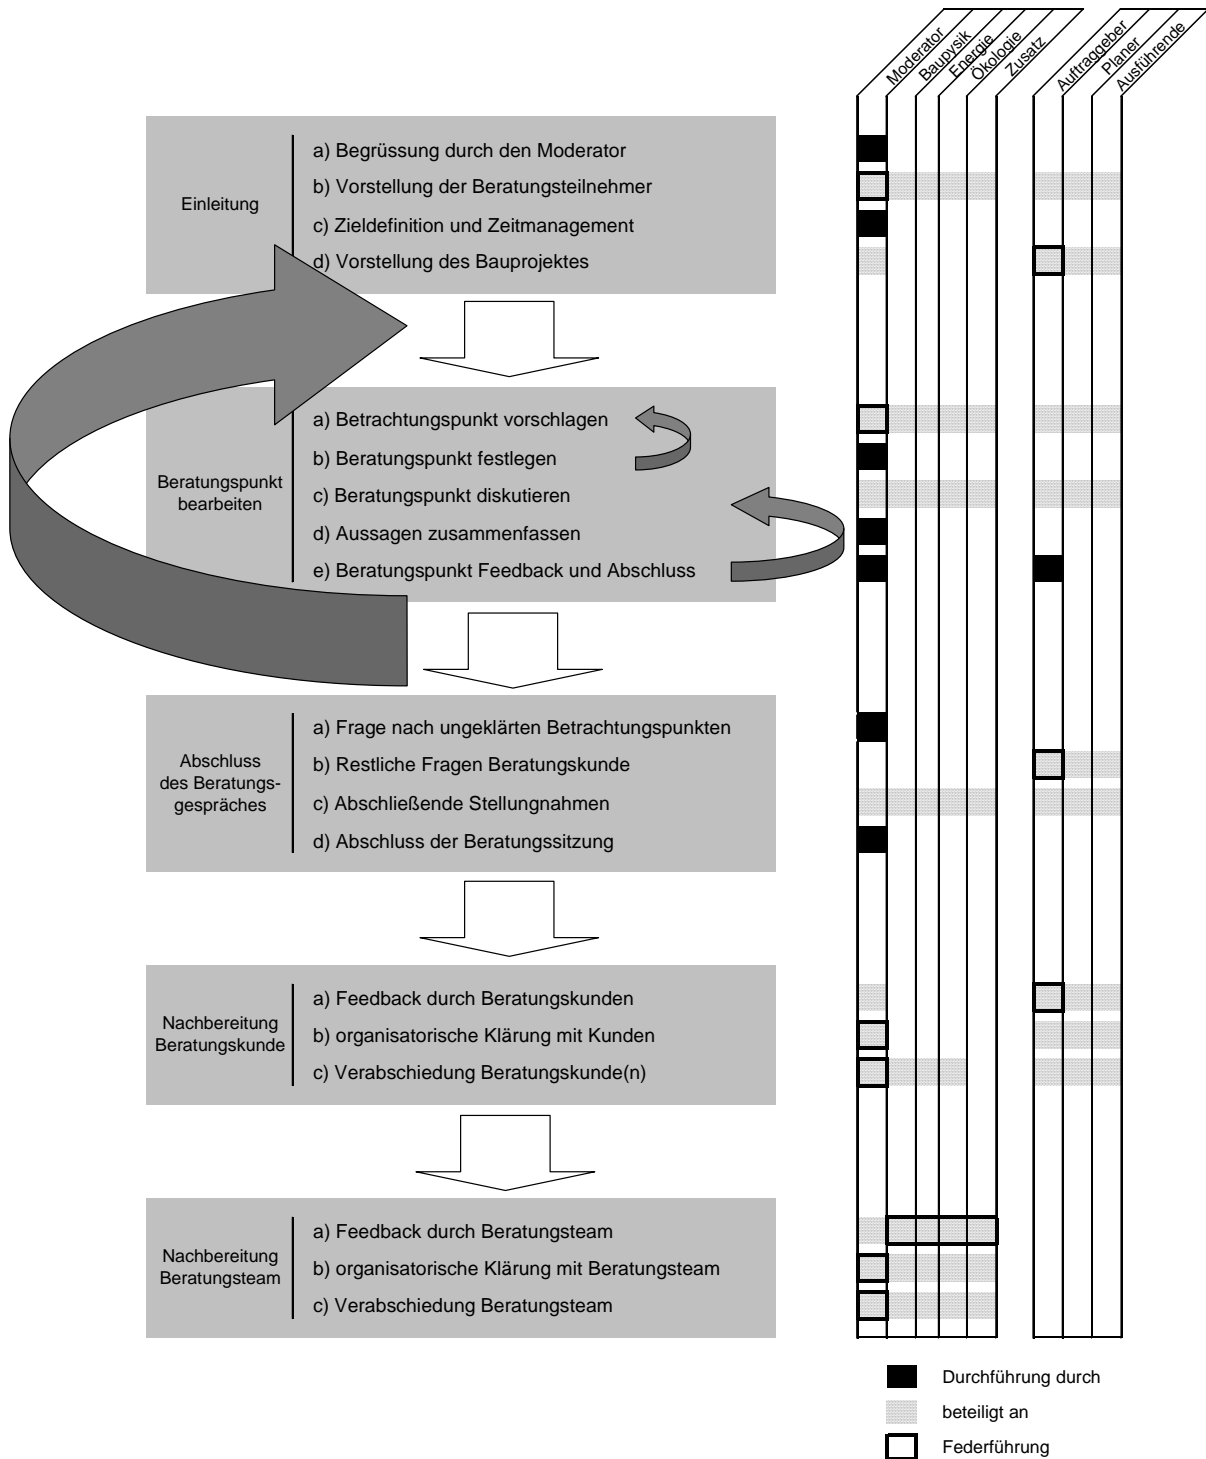 Moderator
Baupysik
Energie
Ökologie
Zusatz
Auftraggeber
Planer
Ausführende
Einleitung
a) Begrüssung durch den Moderator
b) Vorstellung der Beratungsteilnehmer
c) Zieldefinition und Zeitmanagement
d) Vorstellung des Bauprojektes
Beratungspunkt
bearbeiten
a) Betrachtungspunkt vorschlagen
b) Beratungspunkt festlegen
c) Beratungspunkt diskutieren
d) Aussagen zusammenfassen
e) Beratungspunkt Feedback und Abschluss
Abschluss
des Beratungs-
gespräches
a) Frage nach ungeklärten Betrachtungspunkten
b) Restliche Fragen Beratungskunde
c) Abschließende Stellungnahmen
d) Abschluss der Beratungssitzung
Nachbereitung
Beratungskunde
a) Feedback durch Beratungskunden
b) organisatorische Klärung mit Kunden
c) Verabschiedung Beratungskunde(n)
Nachbereitung
Beratungsteam
a) Feedback durch Beratungsteam
b) organisatorische Klärung mit Beratungsteam
c) Verabschiedung Beratungsteam
Durchführung durch
beteiligt an
Federführung